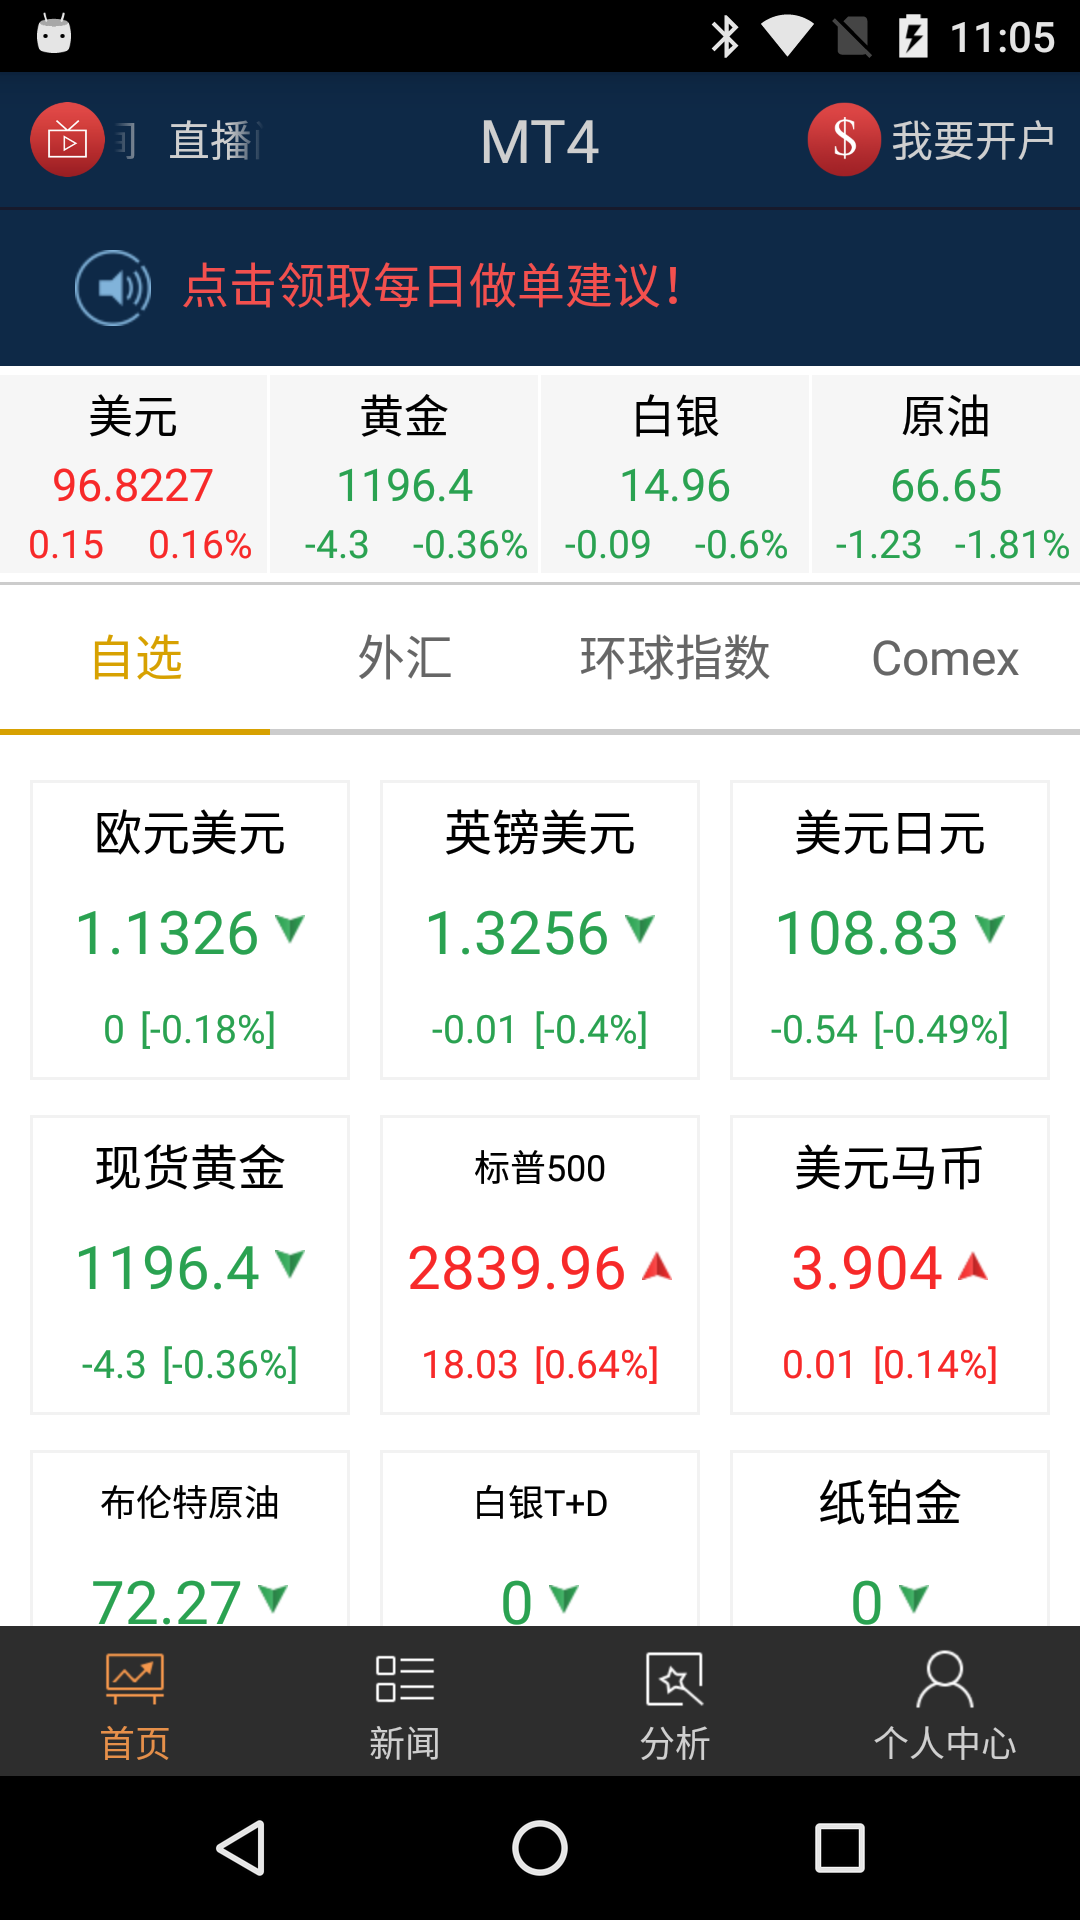 11:05
间 直播
MT4
$ 我要开户
点击领取每日做单建议！
美元 黄金 白银 原油
96.8227 1196.4 14.96 66.65
0.15 0.16% -4.3 -0.36% -0.09 -0.6% -1.23 -1.81%
自选 外汇 环球指数 Comex
欧元美元 英镑美元 美元日元
1.1326 1.3256 108.83
0 [-0.18%] -0.01 [-0.4%] -0.54 [-0.49%]
现货黄金 标普500 美元马币
1196.4 2839.96 3.904
-4.3 [-0.36%] 18.03 [0.64%] 0.01 [0.14%]
布伦特原油 白银T+D 纸铂金
72.27 0 0
首页 新闻 分析 个人中心